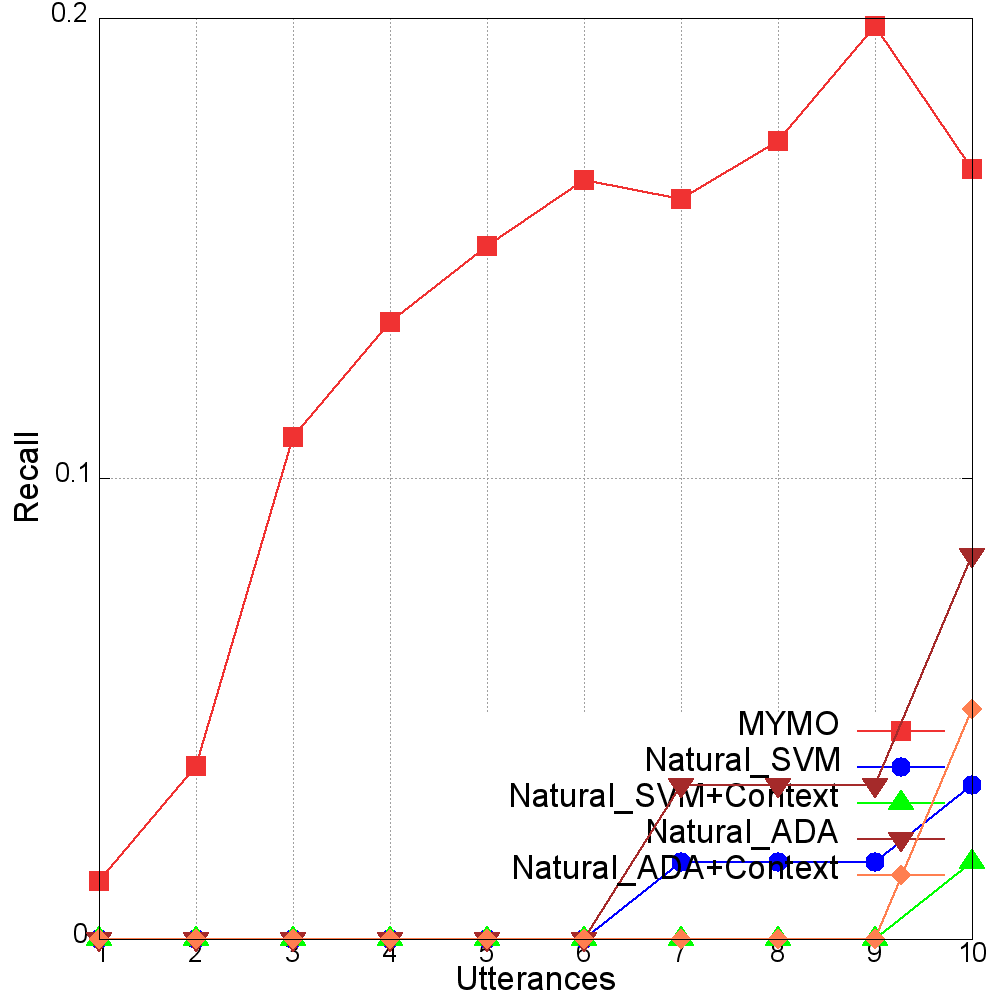 0.2
0.1
0
Recall
MYMO
Natural_SVM
Natural_SVM+Context
Natural_ADA
Natural_ADA+Context
1 2 3 4 5 6 7 8 9 10
Utterances